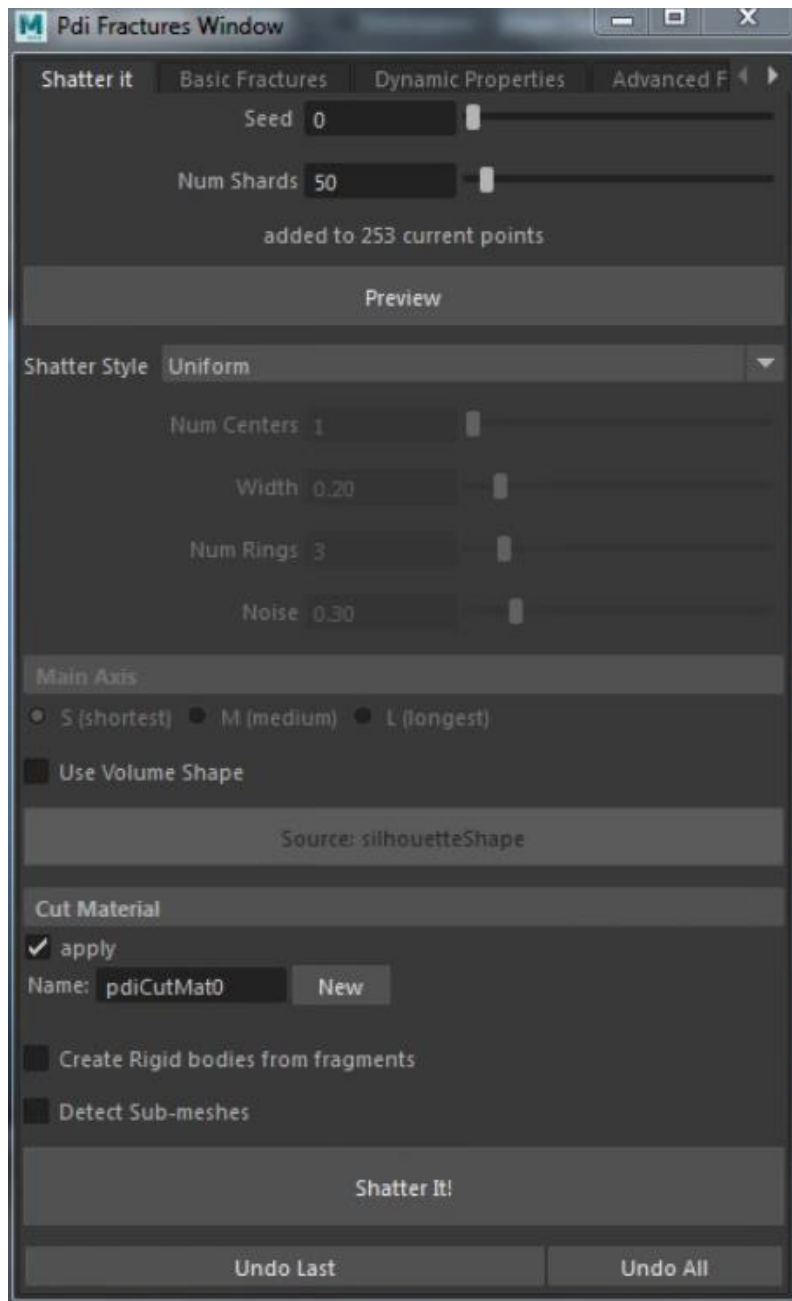 Pdi Fractures Window
Shatter it Basic Fractures Dynamic Properties Advanced F
Seed 0
Num Shards 50
added to 253 current points
Preview
Shatter Style Uniform
Num Centers 1
Width 0.20
Num Rings 3
Noise 0.30
Main Axis
S (shortest) M (medium) L (longest)
Use Volume Shape
Source: silhouetteShape
Cut Material
apply
Name: pdiCutMat0 New
Create Rigid bodies from fragments
Detect Sub-meshes
Shatter It!
Undo Last Undo All